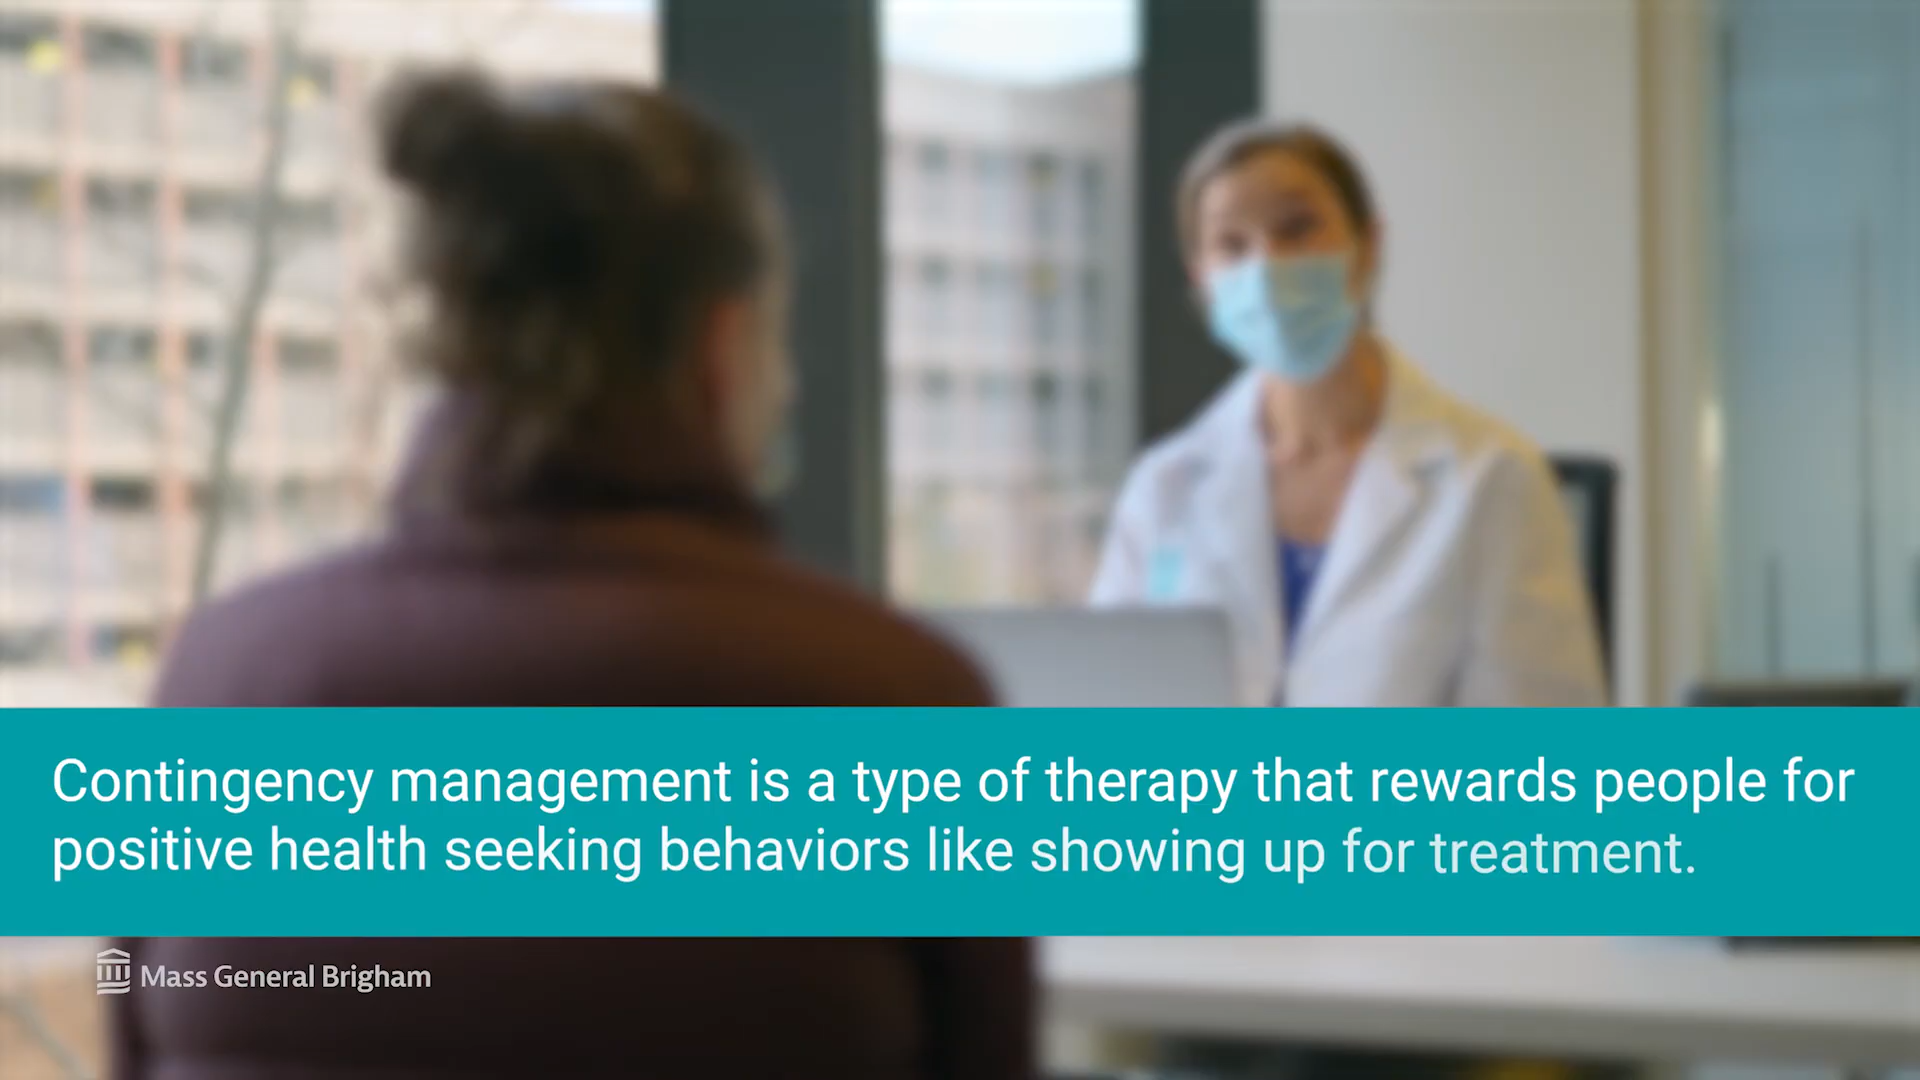 Contingency management is a type of therapy that rewards people for
positive health seeking behaviors like showing up for treatment.
Mass General Brigham